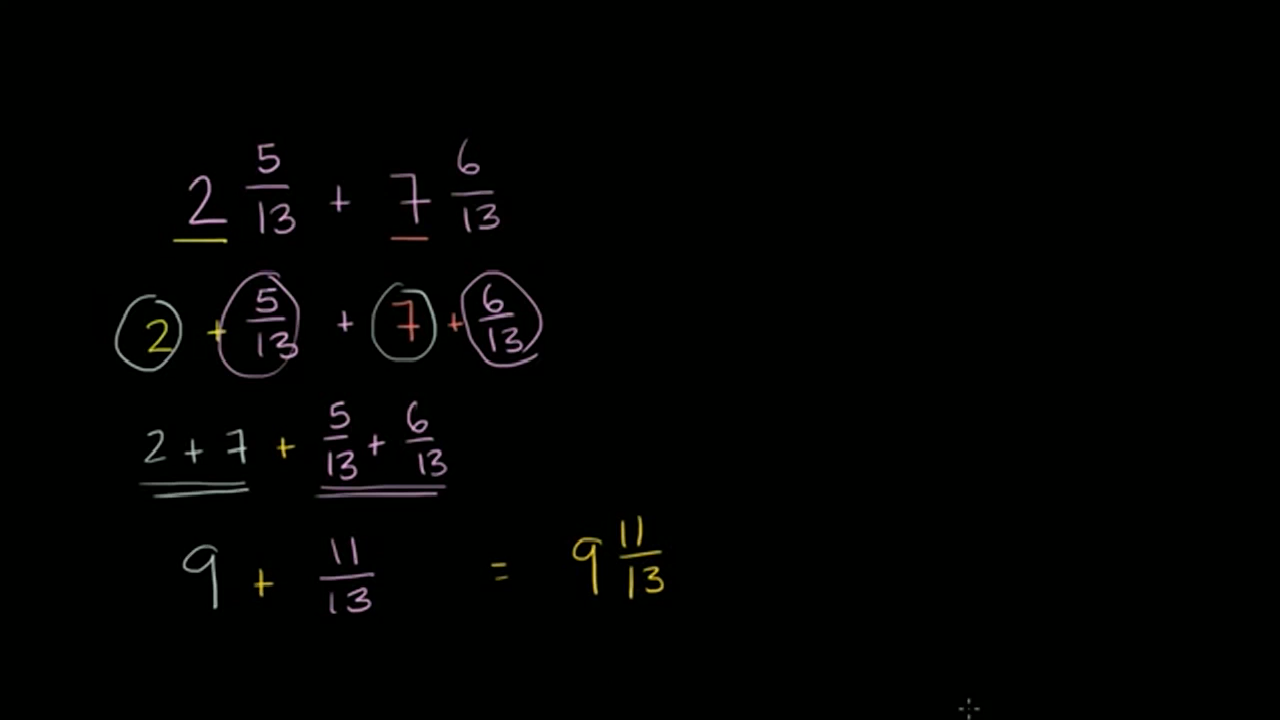 2 5/13 + 7 6/13
2 + 5/13 + 7 + 6/13
2 + 7 + 5/13 + 6/13
9 + 11/13 = 9 11/13